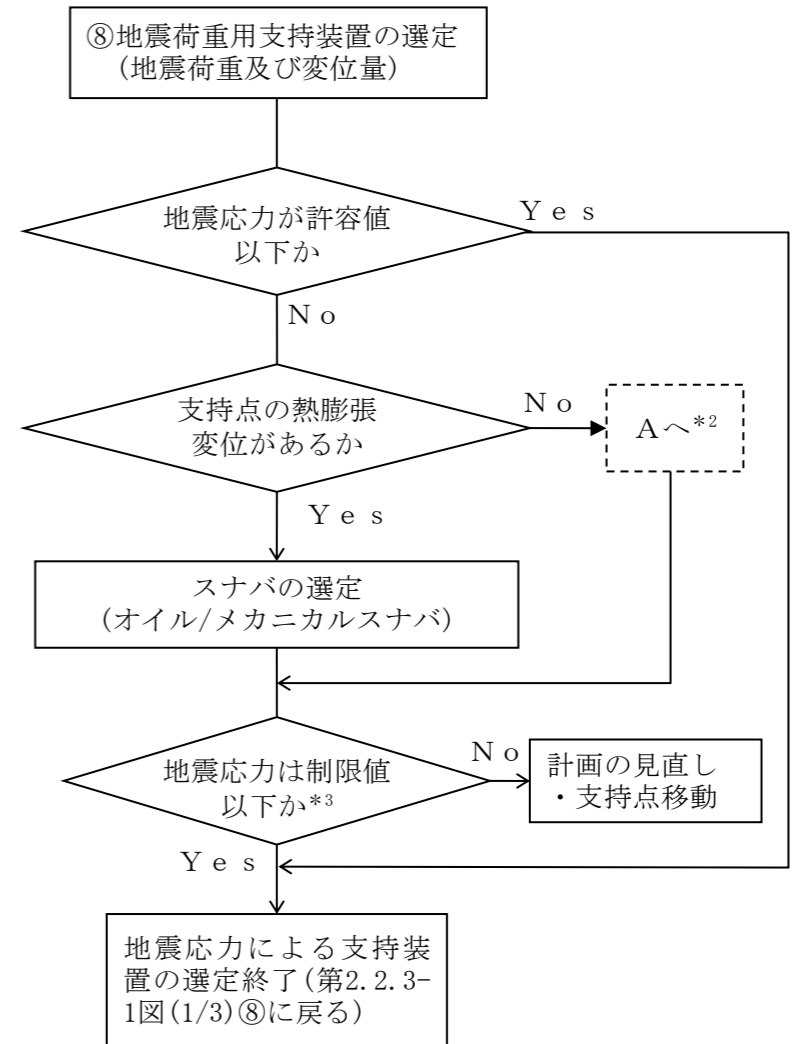 ⑧地震荷重用支持装置の選定
(地震荷重及び変位量)
地震応力が許容値
以下か
Yes
No
支持点の熱膨張
変位があるか
No
Aへ*2
Yes
スナバの選定
(オイル/メカニカルスナバ)
地震応力は制限値
以下か*3
No
計画の見直し
・支持点移動
Yes
地震応力による支持装
置の選定終了(第2.2.3-
1図(1/3)⑧に戻る)